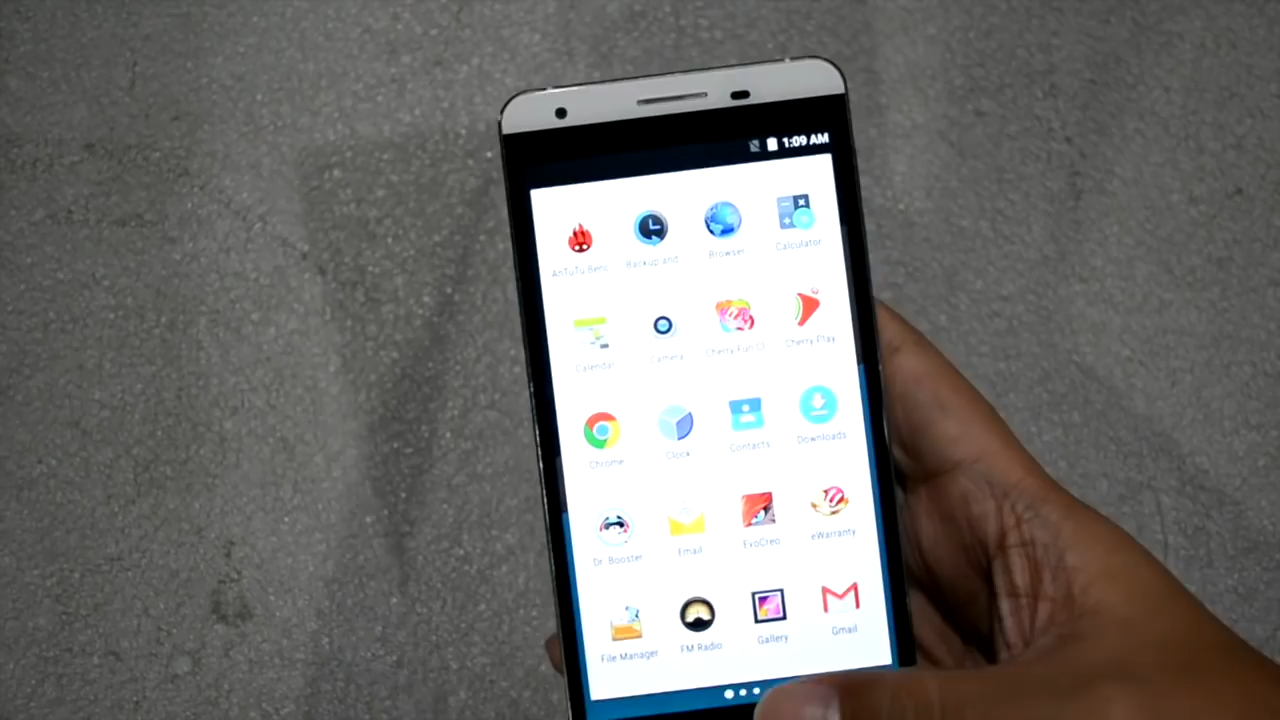 1:09 AM
AnTuTu Benc
Backup and
Browser
Calculator
Calendar
Camera
Cherry Fun Cl
Cherry Play
Chrome
Clock
Contacts
Downloads
Dr. Booster
Email
EvoCreo
eWarranty
File Manager
FM Radio
Gallery
Gmail